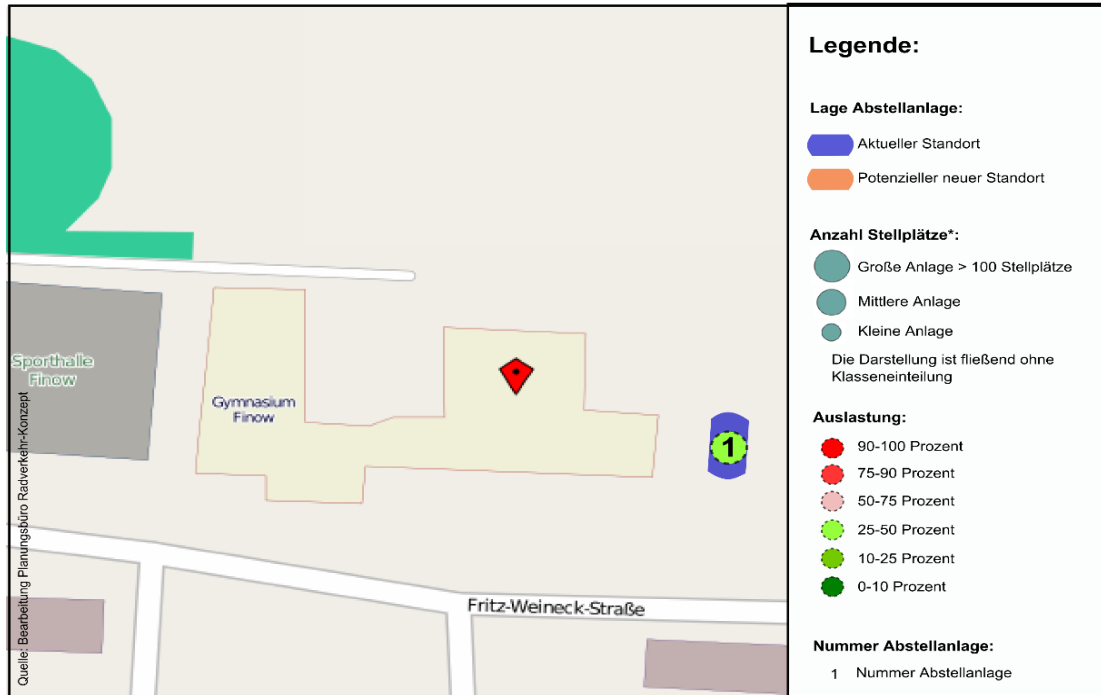 Sporthalle
Finow
Gymnasium
Finow
1
Fritz-Weineck-Straße
Quelle: Bearbeitung Planungsbüro Radverkehr-Konzept
Legende:
Lage Abstellanlage:
Aktueller Standort
Potenzieller neuer Standort
Anzahl Stellplätze*:
Große Anlage > 100 Stellplätze
Mittlere Anlage
Kleine Anlage
Die Darstellung ist fließend ohne
Klasseneinteilung
Auslastung:
90-100 Prozent
75-90 Prozent
50-75 Prozent
25-50 Prozent
10-25 Prozent
0-10 Prozent
Nummer Abstellanlage:
1 Nummer Abstellanlage